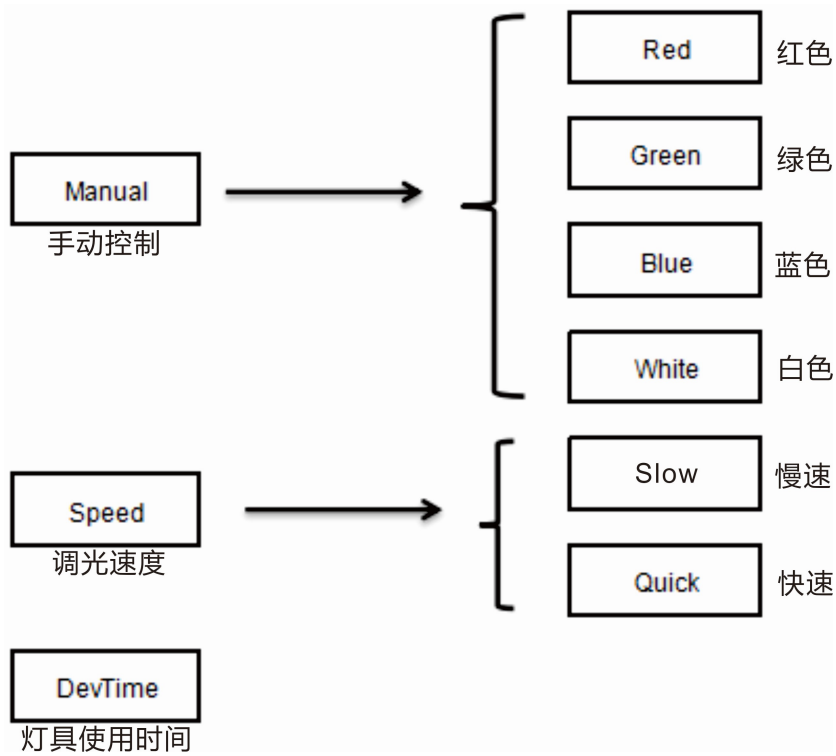 Manual
手动控制
Red 红色
Green 绿色
Blue 蓝色
White 白色
Speed
调光速度
Slow 慢速
Quick 快速
DevTime
灯具使用时间